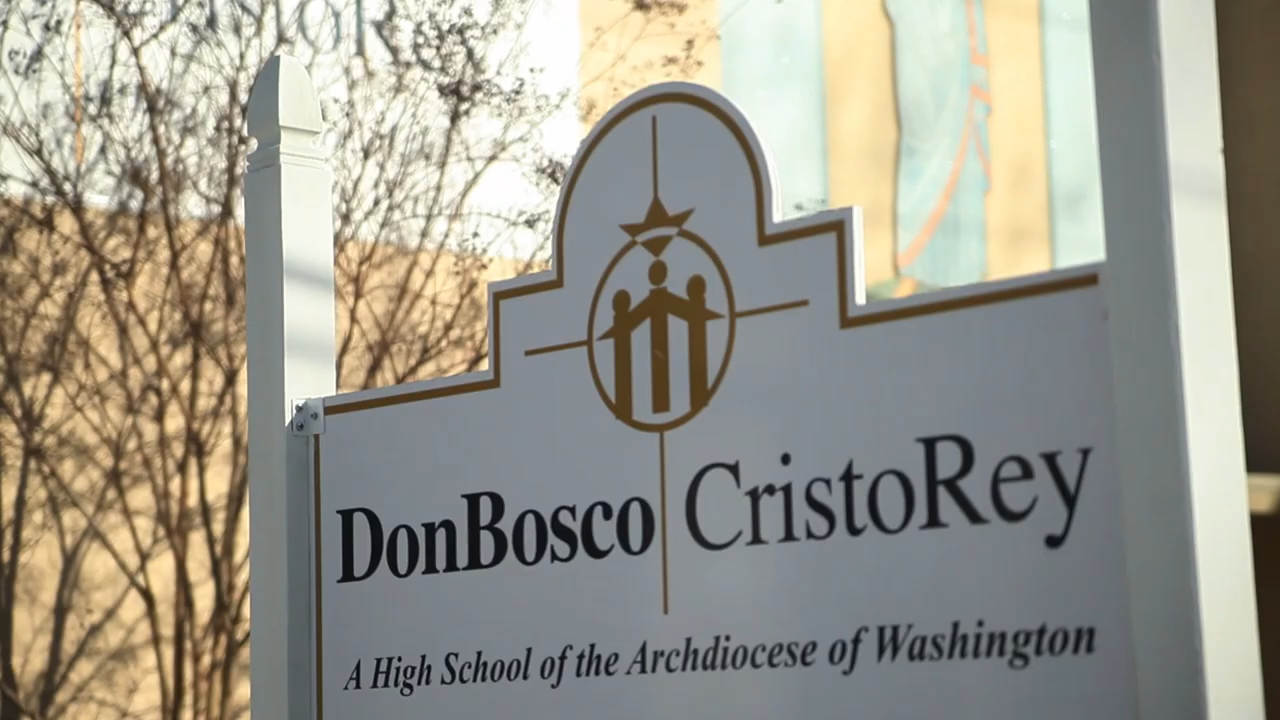 DonBosco CristoRey
A High School of the Archdiocese of Washington